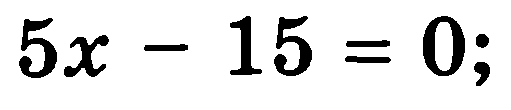 5x − 15 = 0;